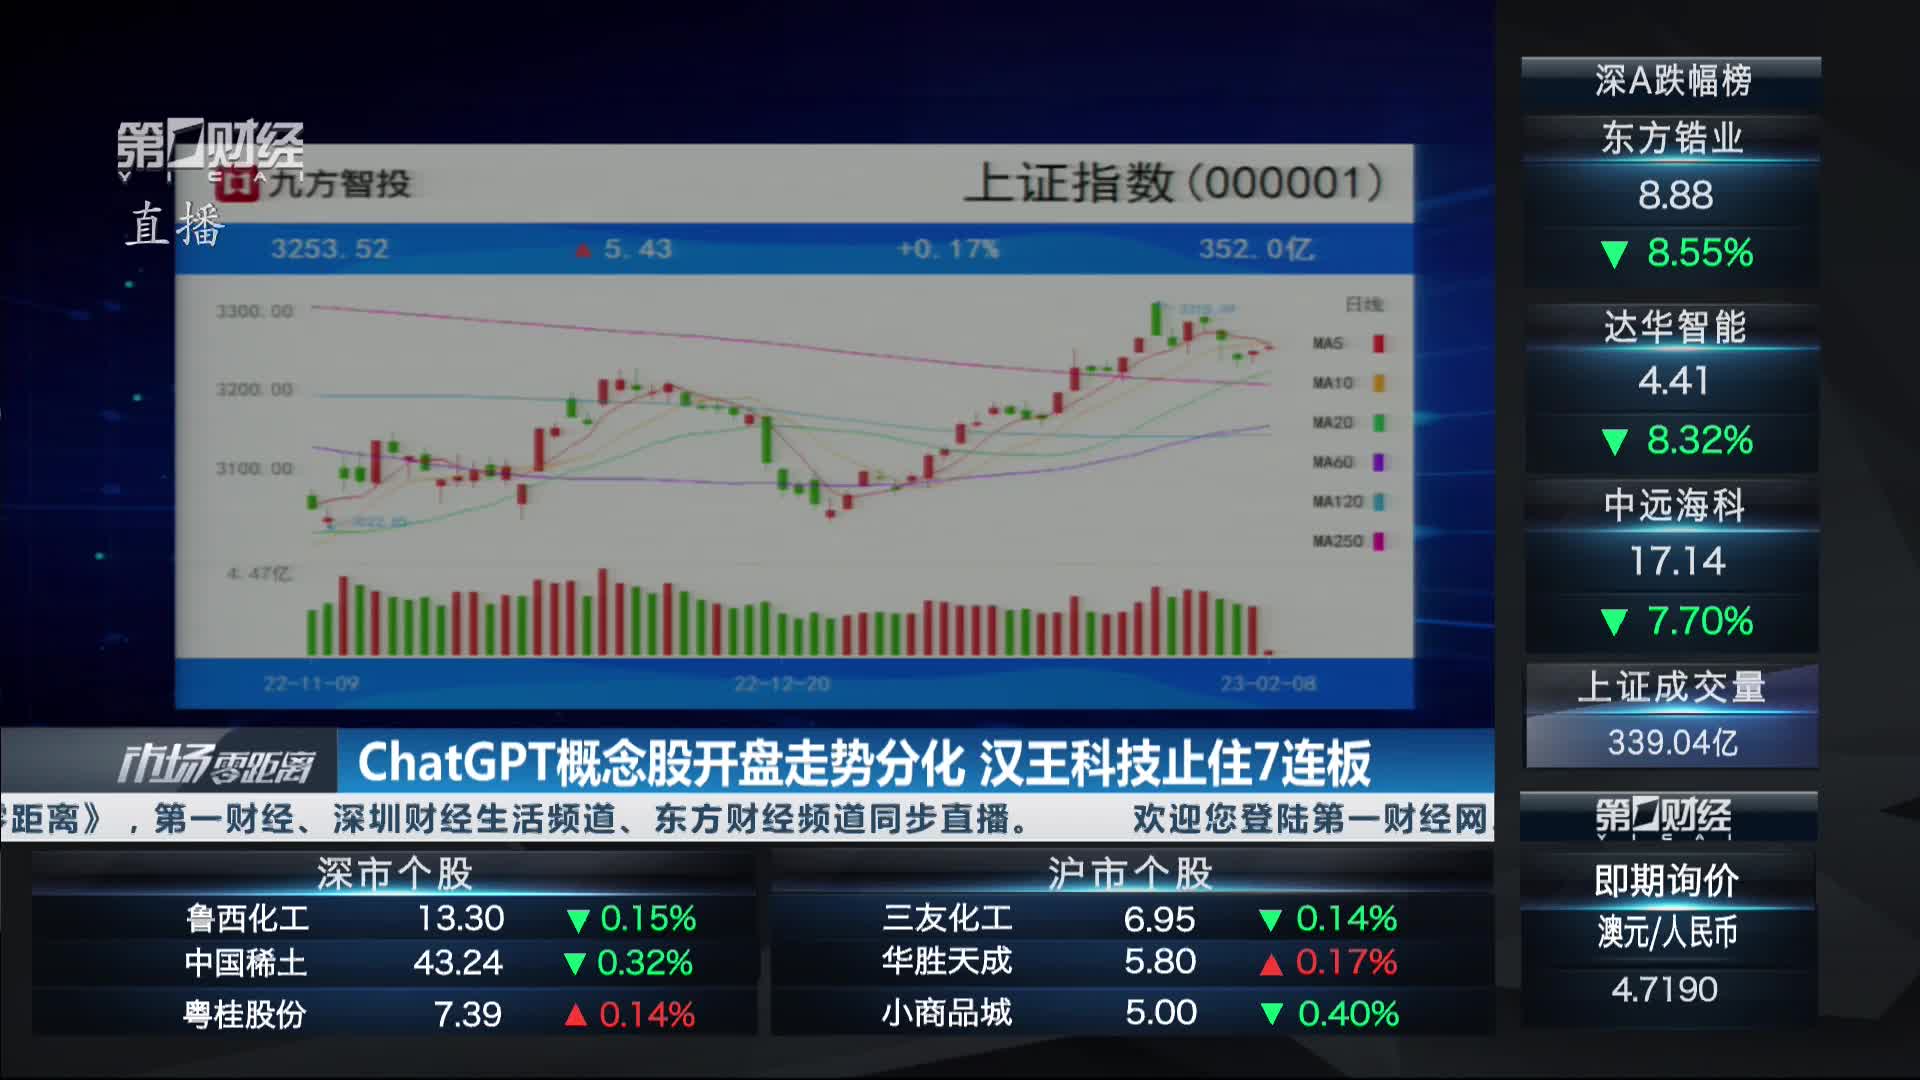 第一财经
YICAI
直播
九方智投
上证指数(000001)
3253.52 ▲ 5.43 +0.17% 352.0亿
日线
3300.00
3200.00
3100.00
4.47亿
MA5
MA10
MA20
MA60
MA120
MA250
22-11-09 22-12-20 23-02-08
市场零距离
ChatGPT概念股开盘走势分化 汉王科技止住7连板
零距离》，第一财经、深圳财经生活频道、东方财经频道同步直播。 欢迎您登陆第一财经网
深市个股
鲁西化工 13.30 ▼ 0.15%
中国稀土 43.24 ▼ 0.32%
粤桂股份 7.39 ▲ 0.14%
沪市个股
三友化工 6.95 ▼ 0.14%
华胜天成 5.80 ▲ 0.17%
小商品城 5.00 ▼ 0.40%
深A跌幅榜
东方锆业
8.88
▼ 8.55%
达华智能
4.41
▼ 8.32%
中远海科
17.14
▼ 7.70%
上证成交量
339.04亿
第一财经
YICAI
即期询价
澳元/人民币
4.7190